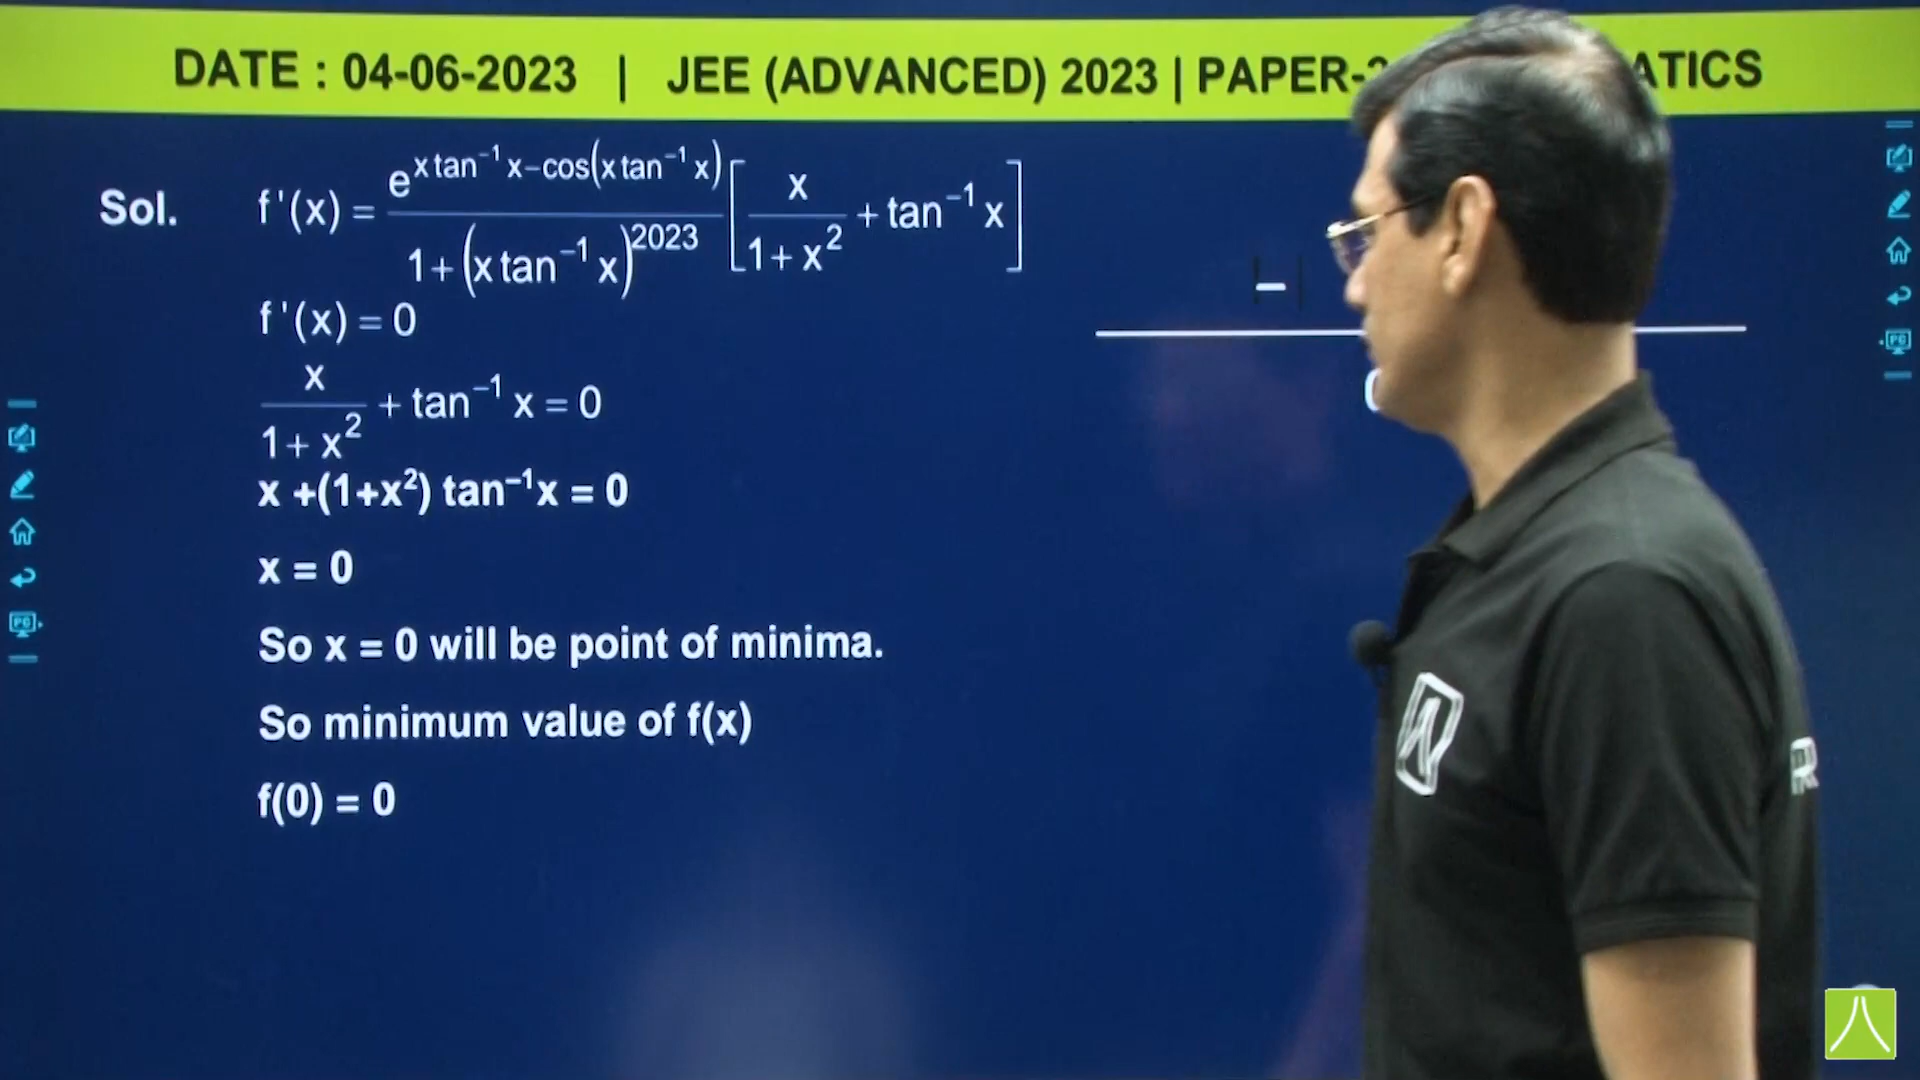 DATE : 04-06-2023 | JEE (ADVANCED) 2023 | PAPER- ATICS
Sol. f'(x) = e^(x tan⁻¹ x−cos(x tan⁻¹ x)) / (1+(x tan⁻¹ x)^2023) [x/(1+x²) + tan⁻¹ x]
f'(x) = 0
x/(1+x²) + tan⁻¹ x = 0
x +(1+x²) tan⁻¹x = 0
x = 0
So x = 0 will be point of minima.
So minimum value of f(x)
f(0) = 0
−
PC
PC